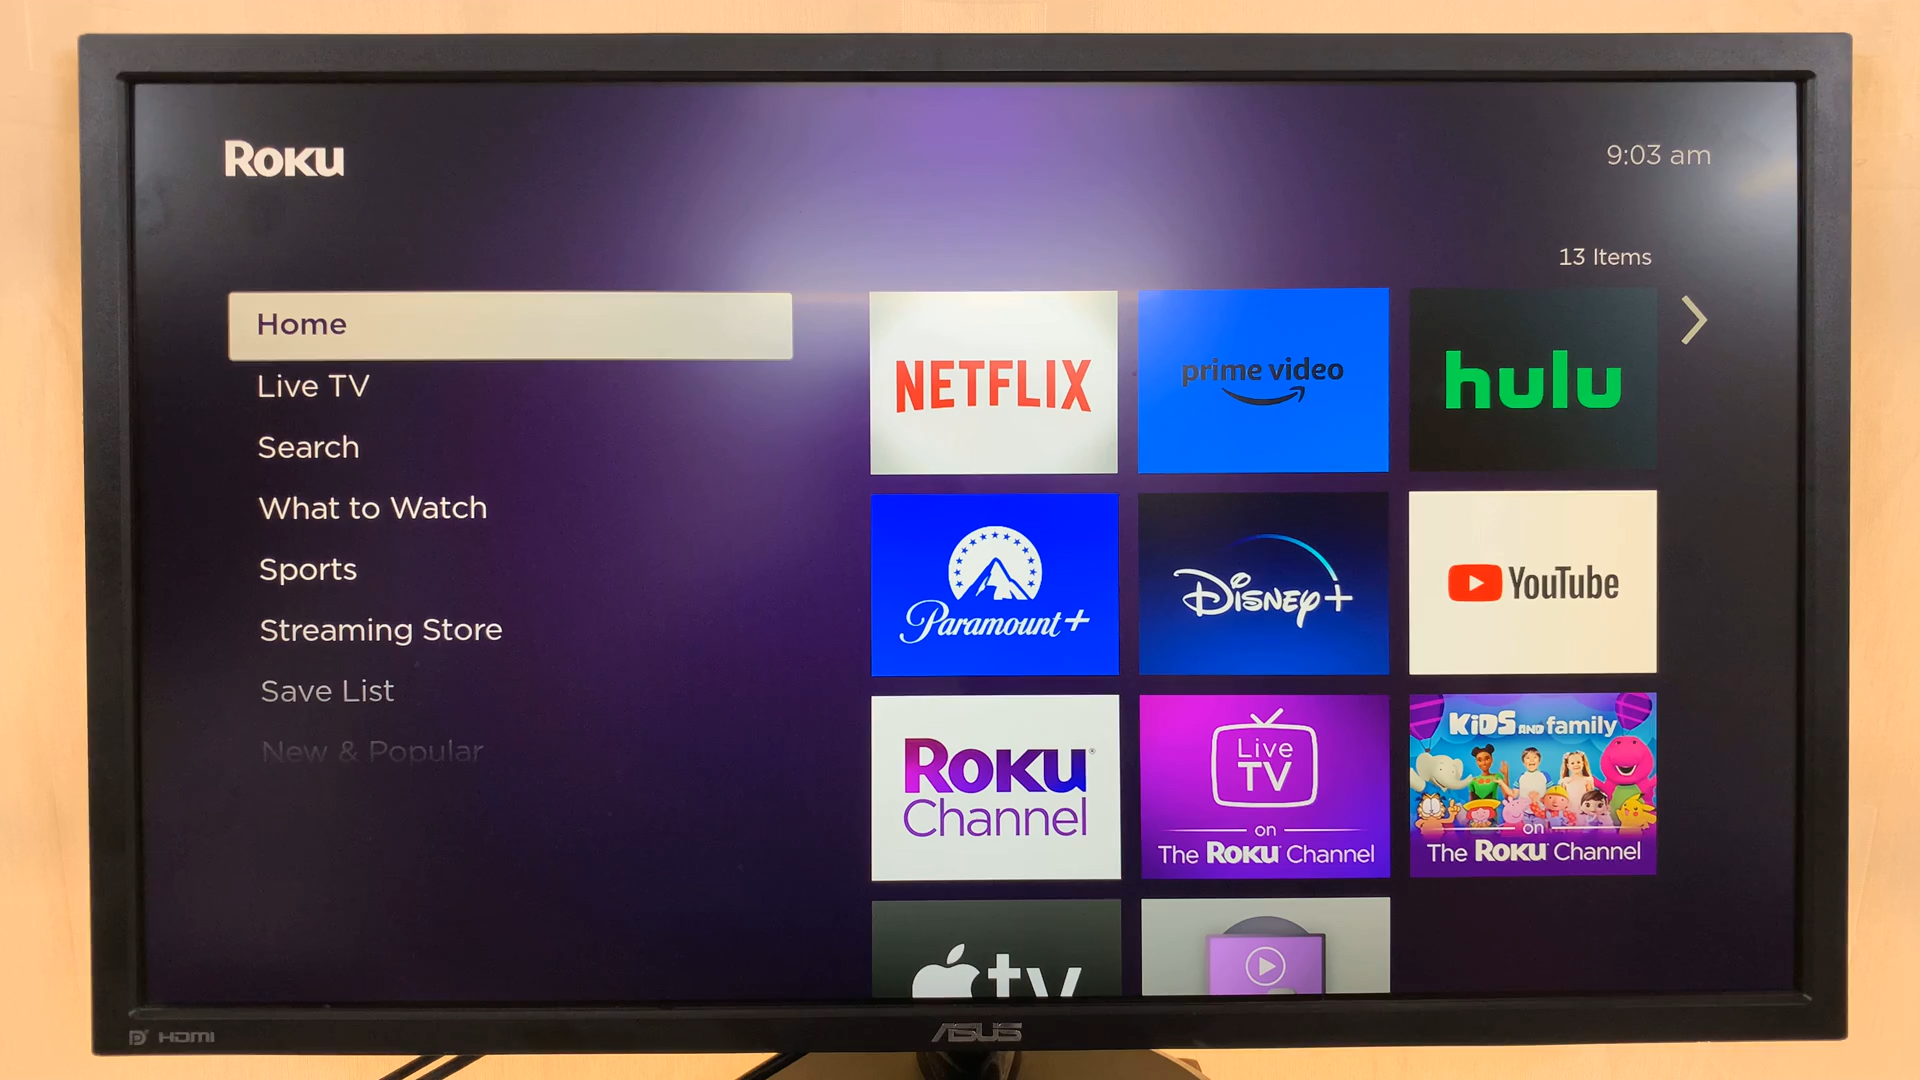 Roku
9:03 am
13 Items
Home
Live TV
Search
What to Watch
Sports
Streaming Store
Save List
New & Popular
NETFLIX
prime video
hulu
Paramount+
Disney+
YouTube
Roku
Channel
Live
TV
on
The Roku Channel
KiDS AND family
on
The Roku Channel
tv
HDMI
ASUS